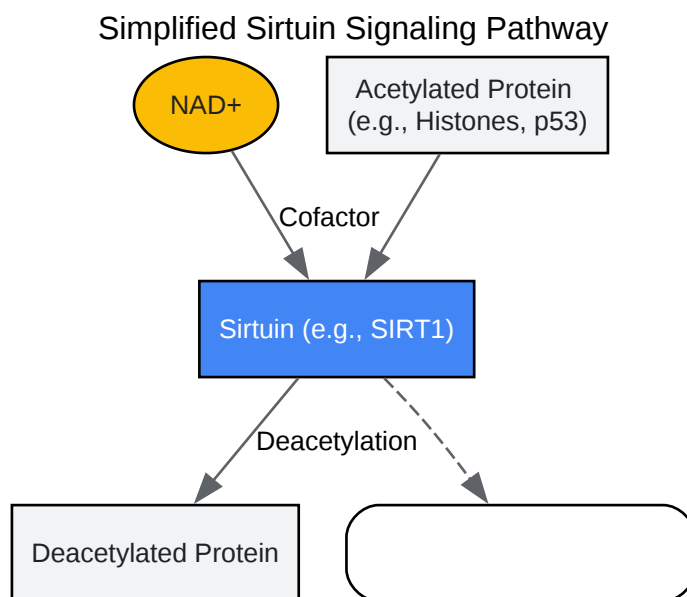 Simplified Sirtuin Signaling Pathway
NAD+
Acetylated Protein
(e.g., Histones, p53)
Cofactor
Sirtuin (e.g., SIRT1)
Deacetylation
Deacetylated Protein